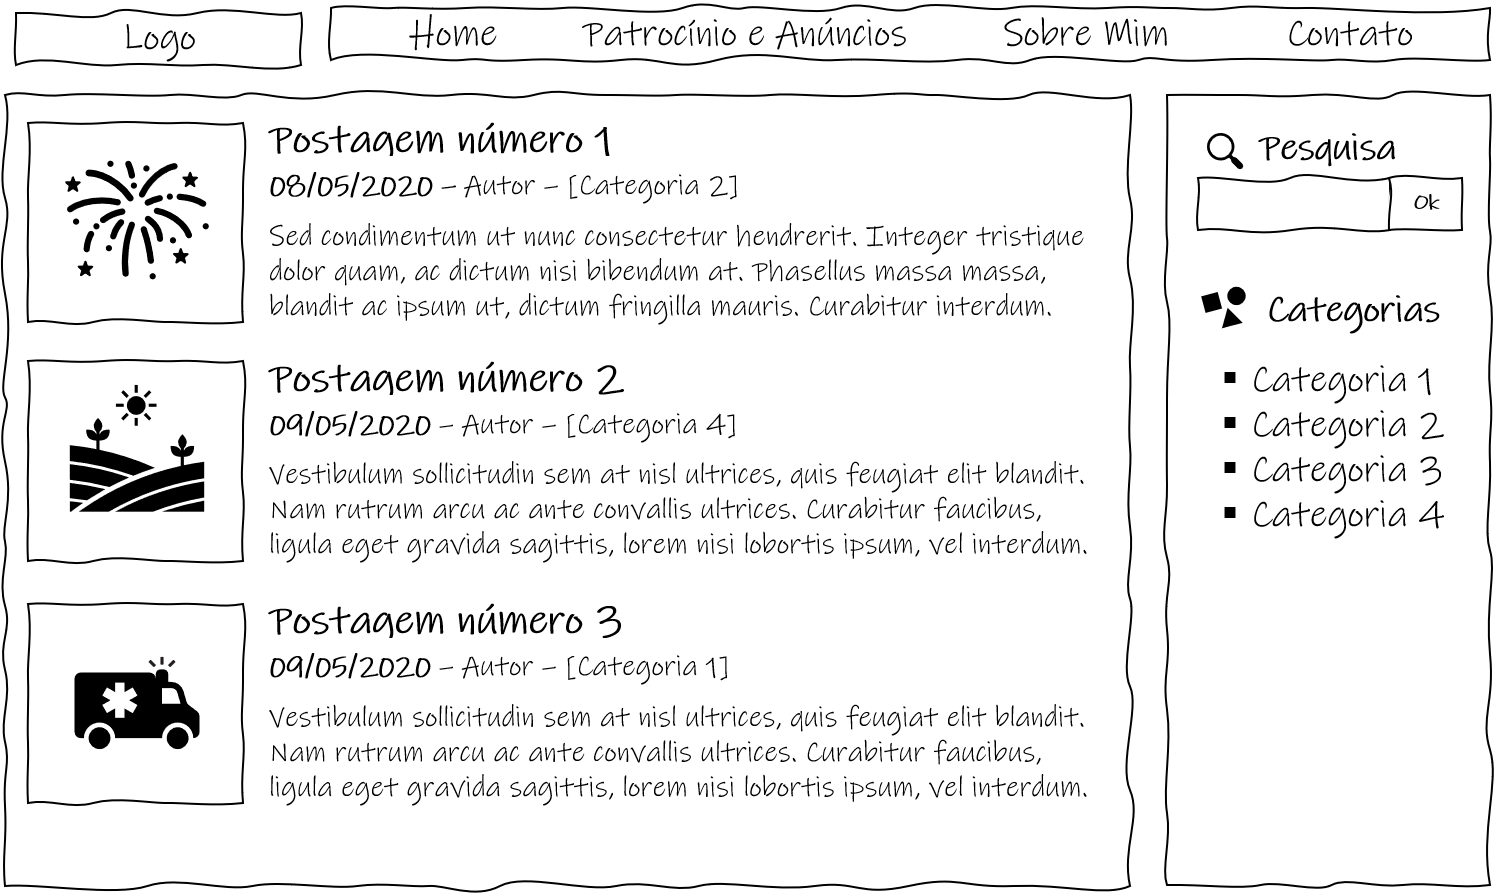 Logo
Home
Patrocínio e Anúncios
Sobre Mim
Contato
Postagem número 1
08/05/2020 – Autor – [Categoria 2]
Sed condimentum ut nunc consectetur hendrerit. Integer tristique
dolor quam, ac dictum nisi bibendum at. Phasellus massa massa,
blandit ac ipsum ut, dictum fringilla mauris. Curabitur interdum.
Postagem número 2
09/05/2020 – Autor – [Categoria 4]
Vestibulum sollicitudin sem at nisl ultrices, quis feugiat elit blandit.
Nam rutrum arcu ac ante convallis ultrices. Curabitur faucibus,
ligula eget gravida sagittis, lorem nisi lobortis ipsum, vel interdum.
Postagem número 3
09/05/2020 – Autor – [Categoria 1]
Vestibulum sollicitudin sem at nisl ultrices, quis feugiat elit blandit.
Nam rutrum arcu ac ante convallis ultrices. Curabitur faucibus,
ligula eget gravida sagittis, lorem nisi lobortis ipsum, vel interdum.
Pesquisa
Ok
Categorias
Categoria 1
Categoria 2
Categoria 3
Categoria 4